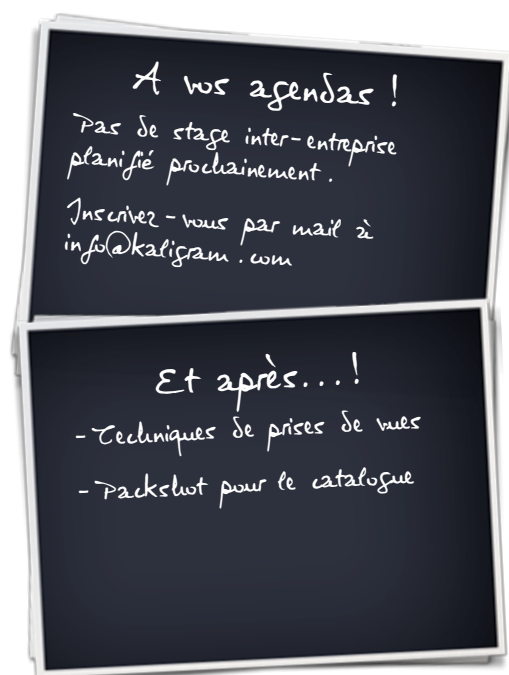 A vos agendas !
Pas de stage inter-entreprise
planifié prochainement.
Inscrivez-vous par mail à
info@kaligram.com
Et après...!
- Techniques de prises de vues
- Packshot pour le catalogue